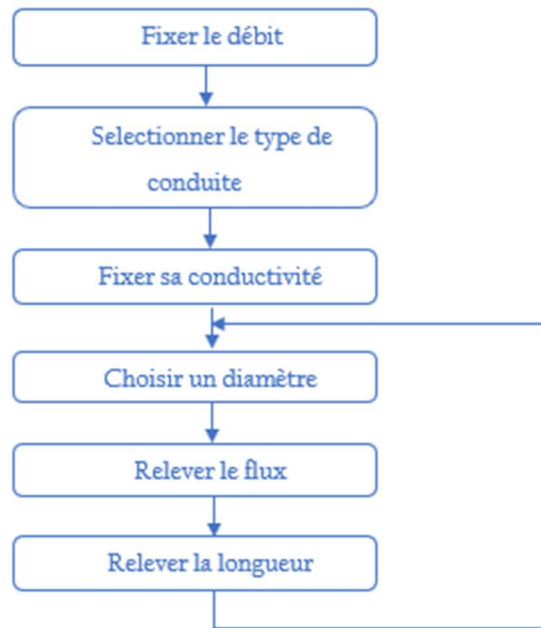 Fixer le débit
Selectionner le type de
conduite
Fixer sa conductivité
Choisir un diamètre
Relever le flux
Relever la longueur